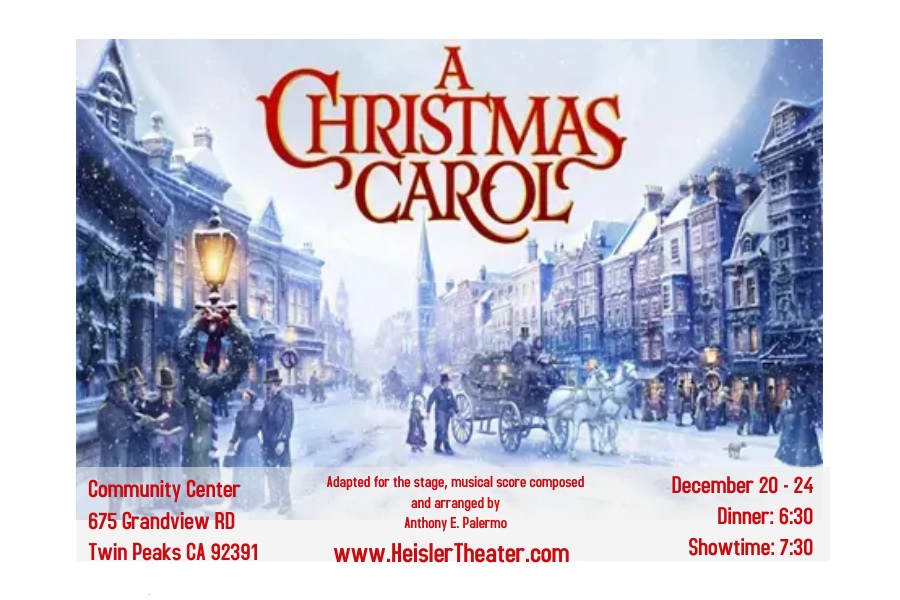 A
CHRISTMAS
CAROL
Community Center
675 Grandview RD
Twin Peaks CA 92391
Adapted for the stage, musical score composed
and arranged by
Anthony E. Palermo
www.HeislerTheater.com
December 20 - 24
Dinner: 6:30
Showtime: 7:30